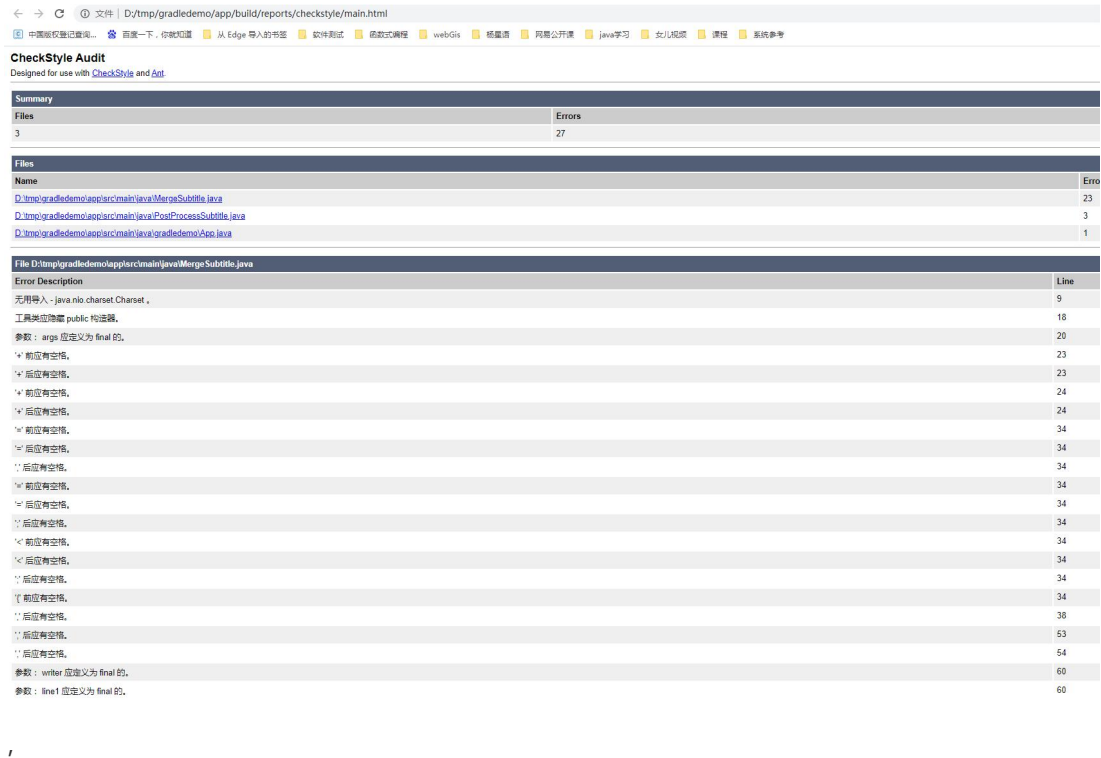 文件 D:/tmp/gradledemo/app/build/reports/checkstyle/main.html
中国版权登记查询... 百度一下,你就知道 从 Edge 导入的书签 软件测试 函数式编程 webGis 杨星语 网易公开课 java学习 女儿视频 课程 系统参考
CheckStyle Audit
Designed for use with CheckStyle and Ant.
Summary
Files Errors
3 27
Files
Name Erro
D:\tmp\gradledemo\app\src\main\java\MergeSubtitle.java 23
D:\tmp\gradledemo\app\src\main\java\PostProcessSubtitle.java 3
D:\tmp\gradledemo\app\src\main\java\gradledemo\App.java 1
File D:\tmp\gradledemo\app\src\main\java\MergeSubtitle.java
Error Description Line
无用导入 - java.nio.charset.Charset 。 9
工具类应隐藏 public 构造器。 18
参数: args 应定义为 final 的。 20
'+' 前应有空格。 23
'+' 后应有空格。 23
'+' 前应有空格。 24
'+' 后应有空格。 24
'=' 前应有空格。 34
'=' 后应有空格。 34
',' 后应有空格。 34
'=' 前应有空格。 34
'=' 后应有空格。 34
';' 后应有空格。 34
'<' 前应有空格。 34
'<' 后应有空格。 34
';' 后应有空格。 34
'{' 前应有空格。 34
',' 后应有空格。 38
',' 后应有空格。 53
',' 后应有空格。 54
参数: writer 应定义为 final 的。 60
参数: line1 应定义为 final 的。 60
,